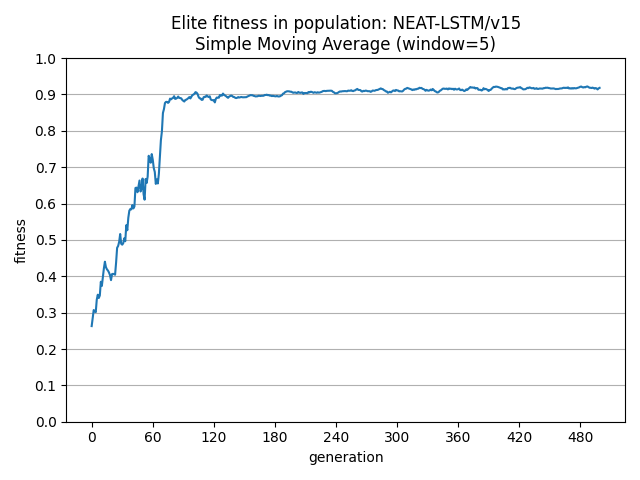 Elite fitness in population: NEAT-LSTM/v15
Simple Moving Average (window=5)
1.0
0.9
0.8
0.7
0.6
0.5
0.4
0.3
0.2
0.1
0.0
fitness
0 60 120 180 240 300 360 420 480
generation